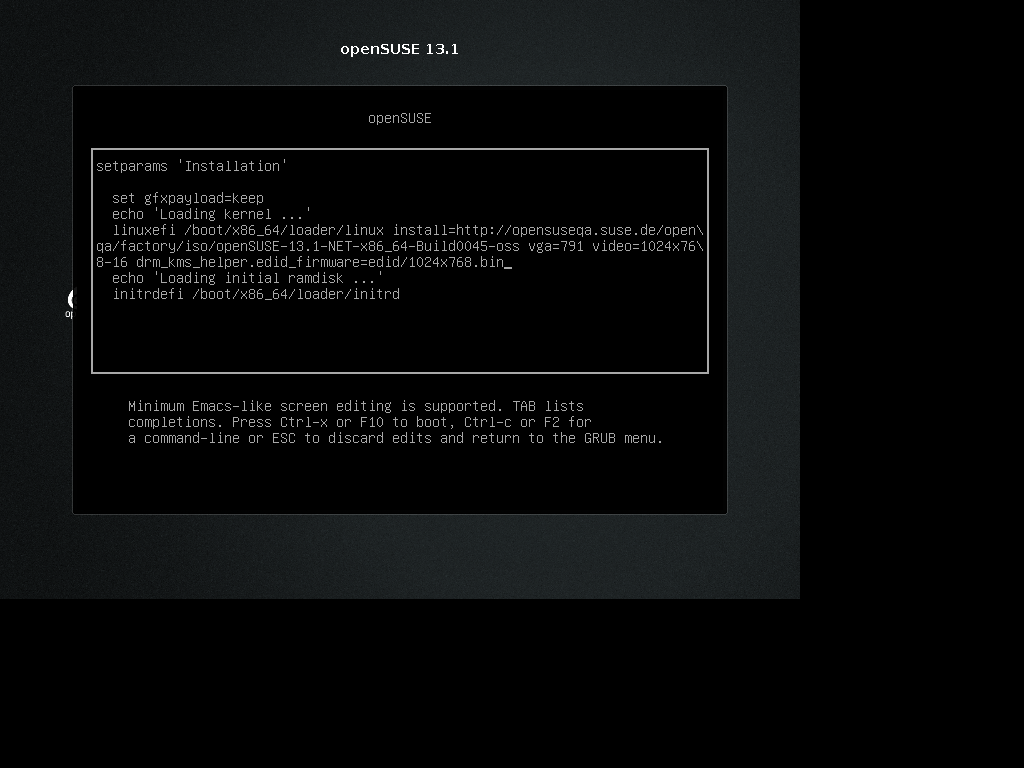 openSUSE 13.1
openSUSE
setparams 'Installation'
set gfxpayload=keep
echo 'Loading kernel ...'
linuxefi /boot/x86_64/loader/linux install=http://opensuseqa.suse.de/open\
qa/factory/iso/openSUSE-13.1-NET-x86_64-Build0045-oss vga=791 video=1024x76\
8-16 drm_kms_helper.edid_firmware=edid/1024x768.bin_
echo 'Loading initial ramdisk ...'
initrdefi /boot/x86_64/loader/initrd
op
Minimum Emacs-like screen editing is supported. TAB lists
completions. Press Ctrl-x or F10 to boot, Ctrl-c or F2 for
a command-line or ESC to discard edits and return to the GRUB menu.